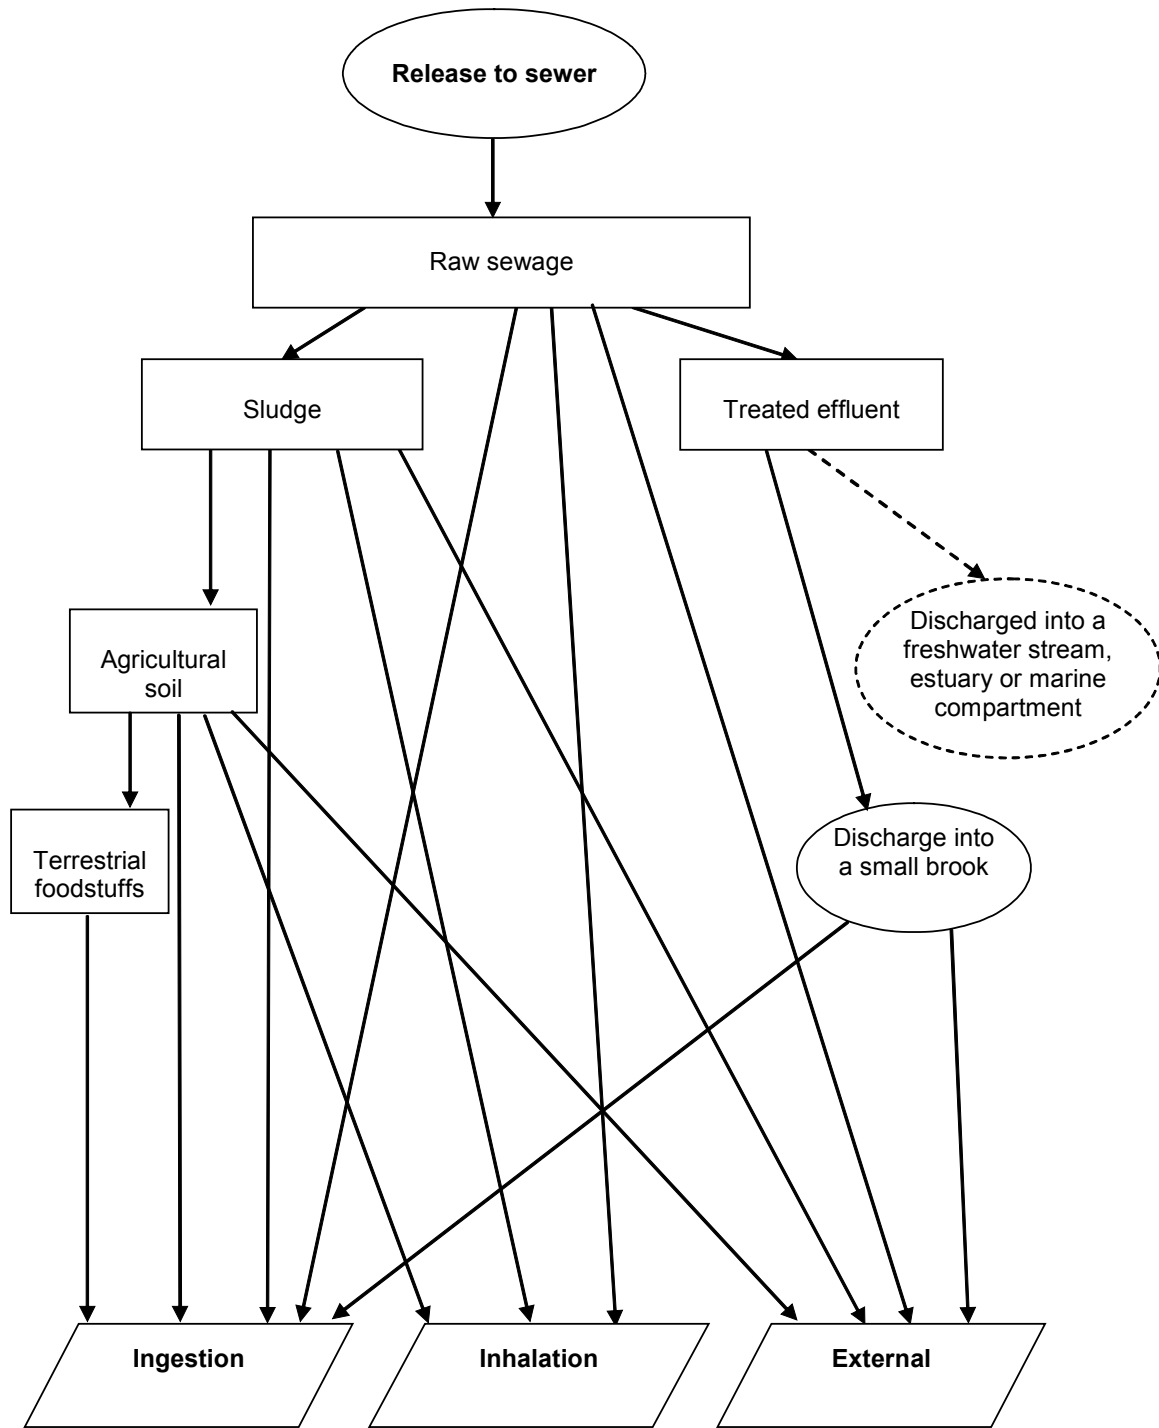 Release to sewer
Raw sewage
Sludge
Treated effluent
Discharged into a
freshwater stream,
estuary or marine
compartment
Agricultural
soil
Terrestrial
foodstuffs
Discharge into
a small brook
Ingestion
Inhalation
External